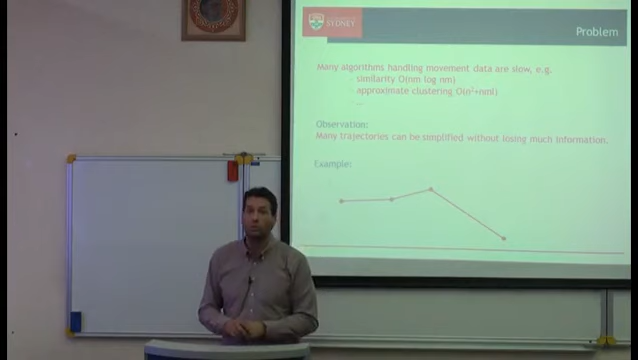 SYDNEY
Problem
Many algorithms handling movement data are slow, e.g.
- similarity O(nm log nm)
- approximate clustering O(n²+nml)
- …
Observation:
Many trajectories can be simplified without losing much information.
Example: